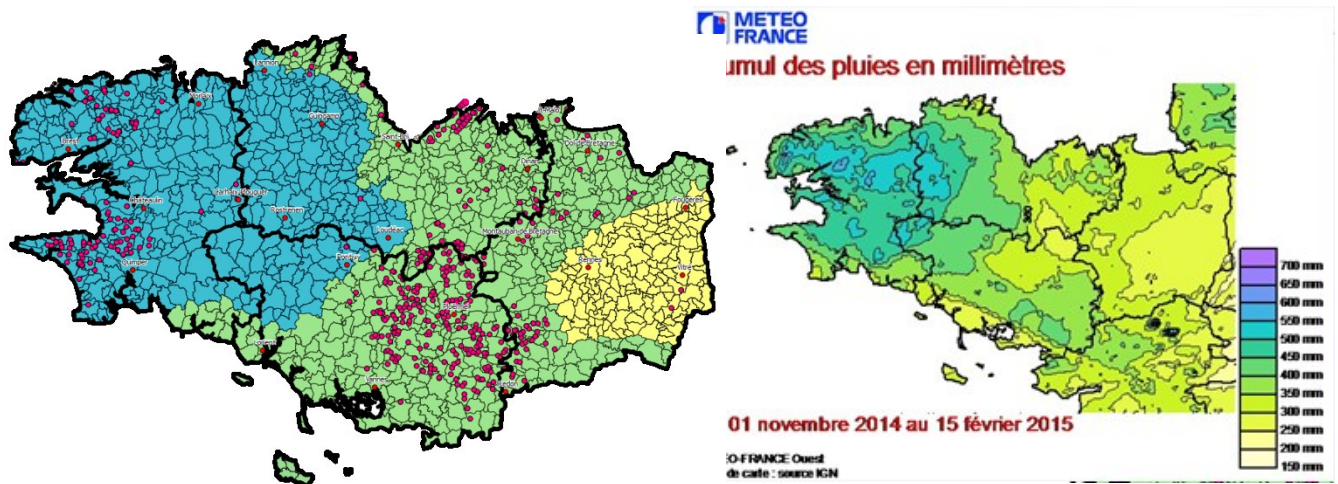 Lannion
Morlaix
Guingamp
Brest
Dinan
Dol de Bretagne
Fougères
Châteaulin
Rostrenen
Loudéac
Montauban de Bretagne
Pontivy
Quimper
Rennes
Vitré
Lorient
Vannes
Redon
METEO
FRANCE
umul des pluies en millimètres
700 mm
650 mm
600 mm
550 mm
500 mm
450 mm
400 mm
350 mm
300 mm
250 mm
200 mm
150 mm
01 novembre 2014 au 15 février 2015
EO-FRANCE Ouest
de carte : source IGN